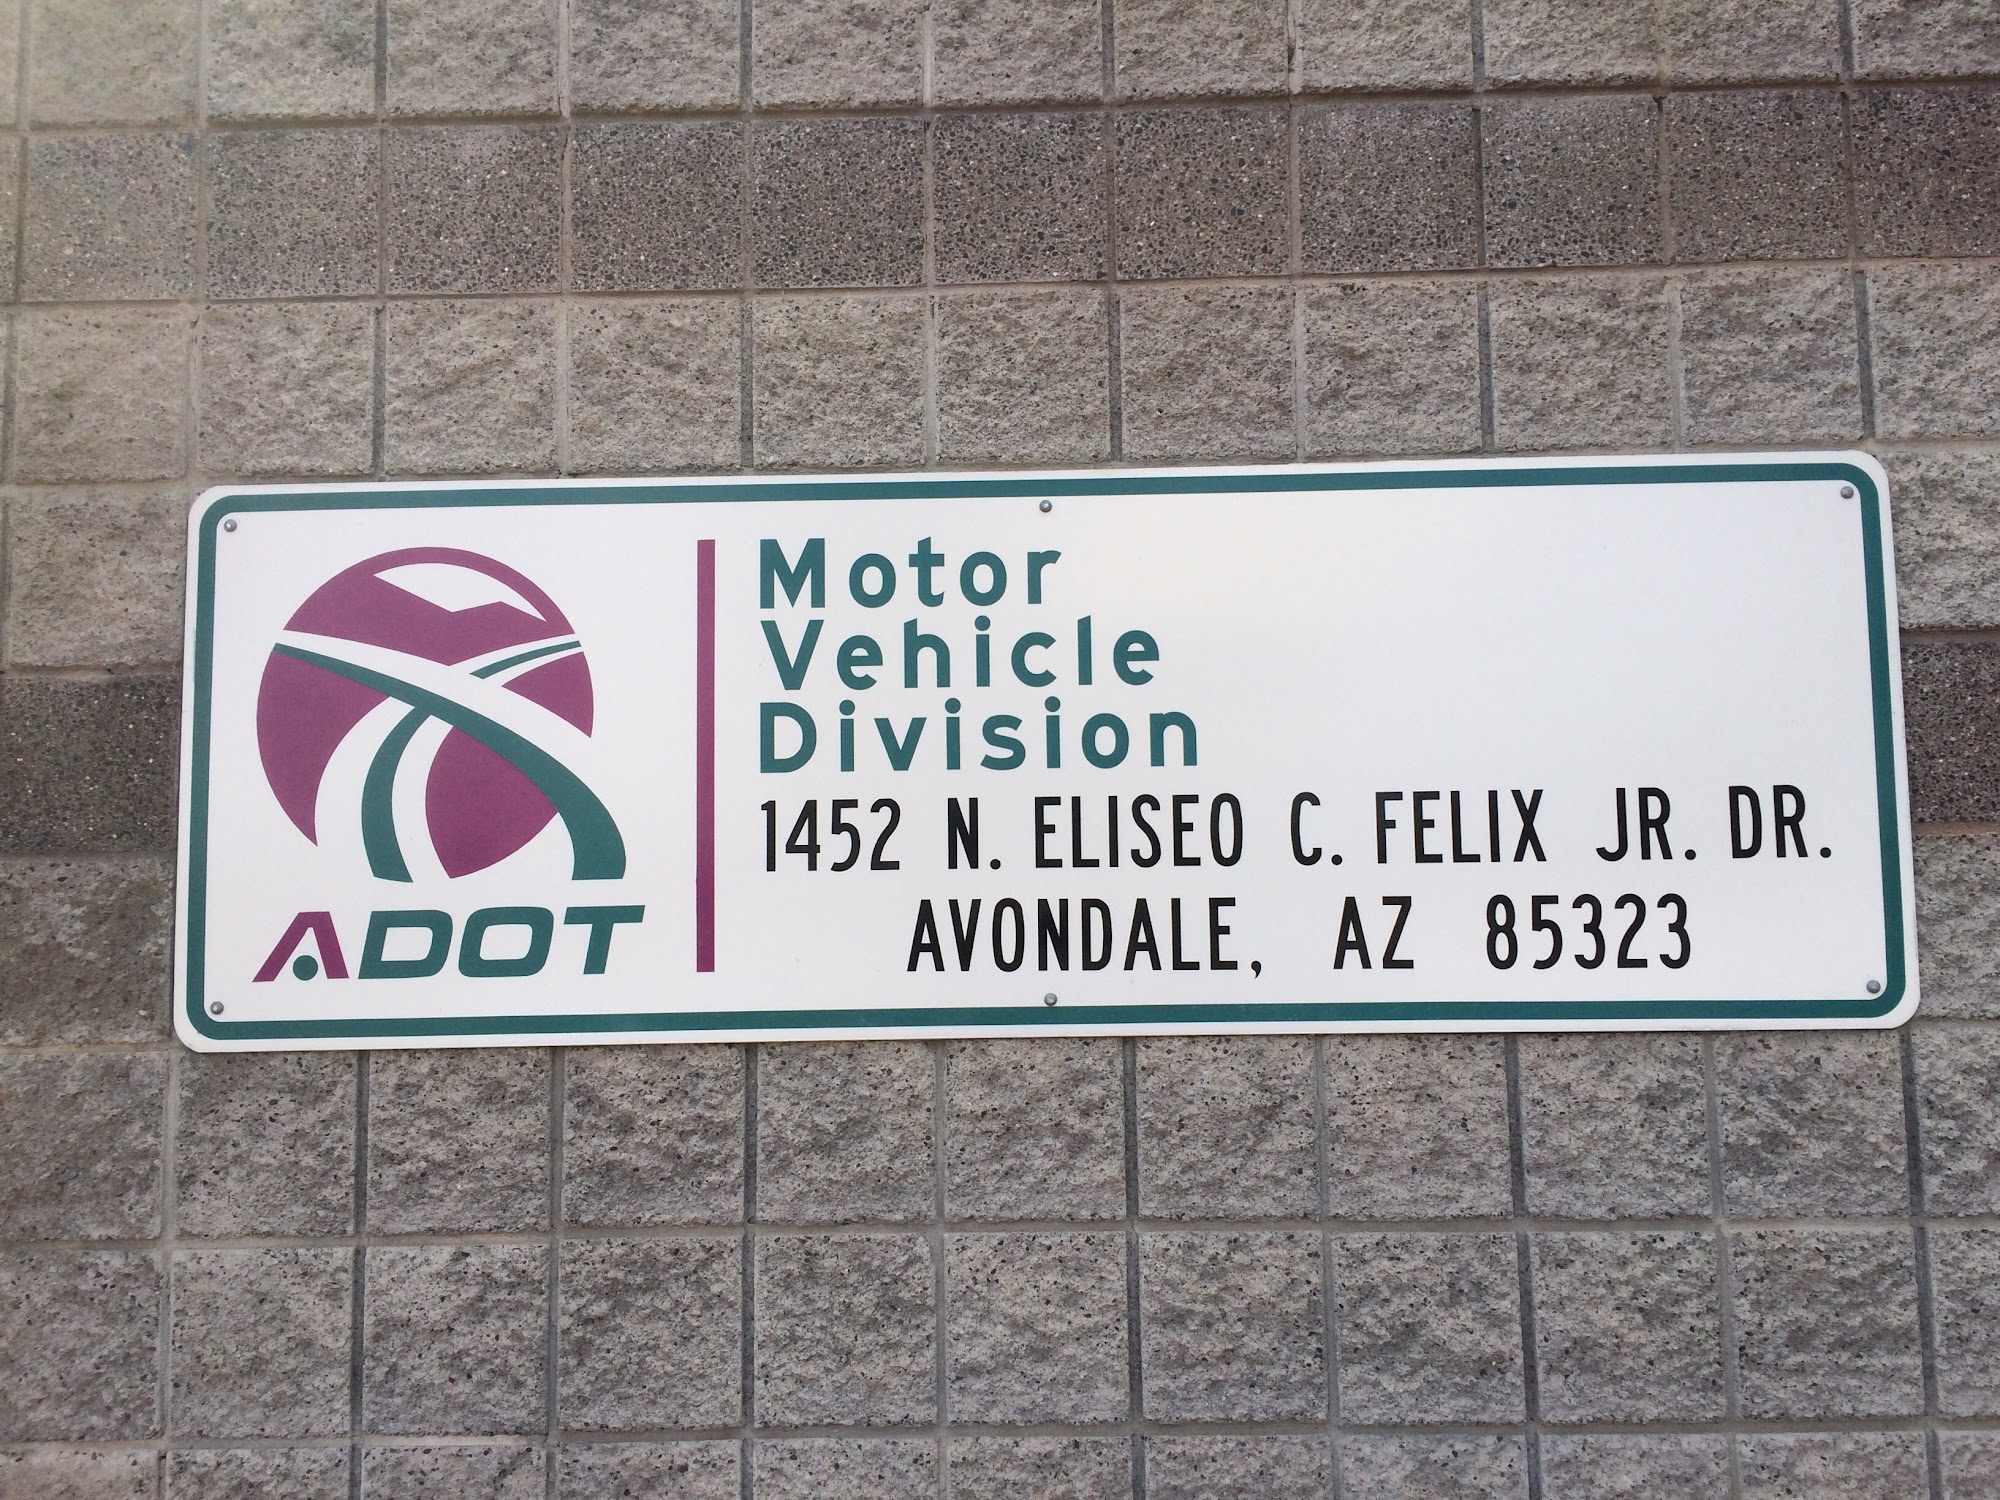 ADOT
Motor
Vehicle
Division
1452 N. ELISEO C. FELIX JR. DR.
AVONDALE, AZ 85323